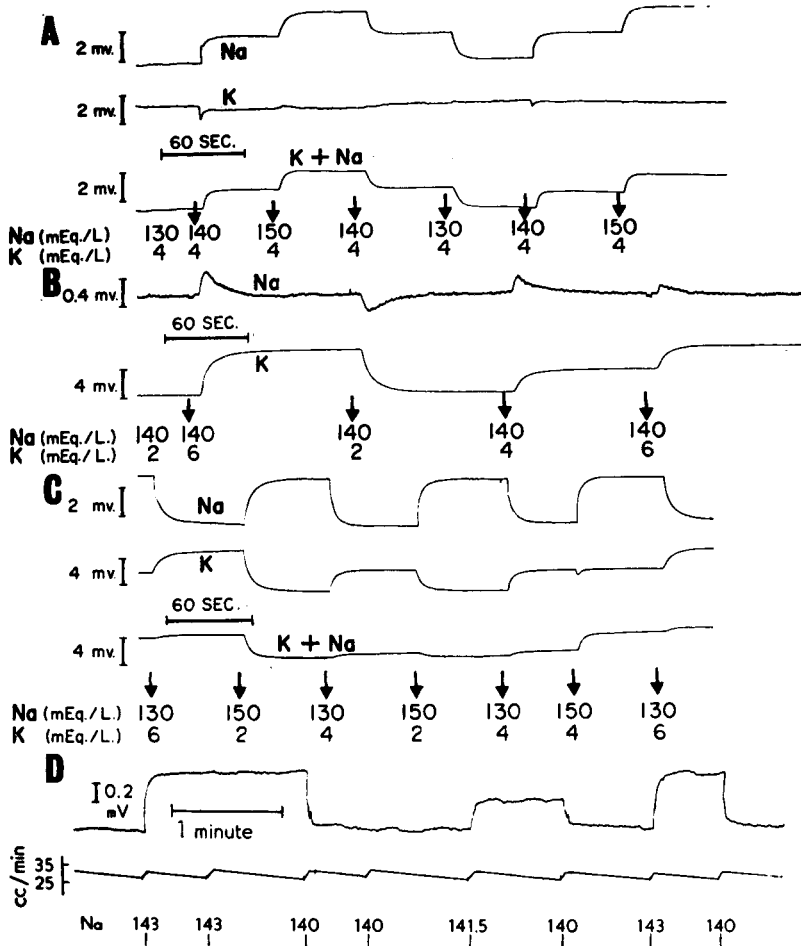 A
2 mv.
Na
2 mv.
K
60 SEC.
2 mv.
K + Na
Na (mEq./L) 130 140 150 140 130 140 150
K (mEq./L) 4 4 4 4 4 4 4
B
0.4 mv.
Na
60 SEC.
4 mv.
K
Na (mEq./L.) 140 140 140 140 140
K (mEq./L.) 2 6 2 4 6
C
2 mv.
Na
4 mv.
K
60 SEC.
4 mv.
K + Na
Na (mEq./L.) 130 150 130 150 130 150 130
K (mEq./L.) 6 2 4 2 4 4 6
D
0.2
mV
1 minute
cc/min
35
25
Na 143 143 140 140 141.5 140 143 140